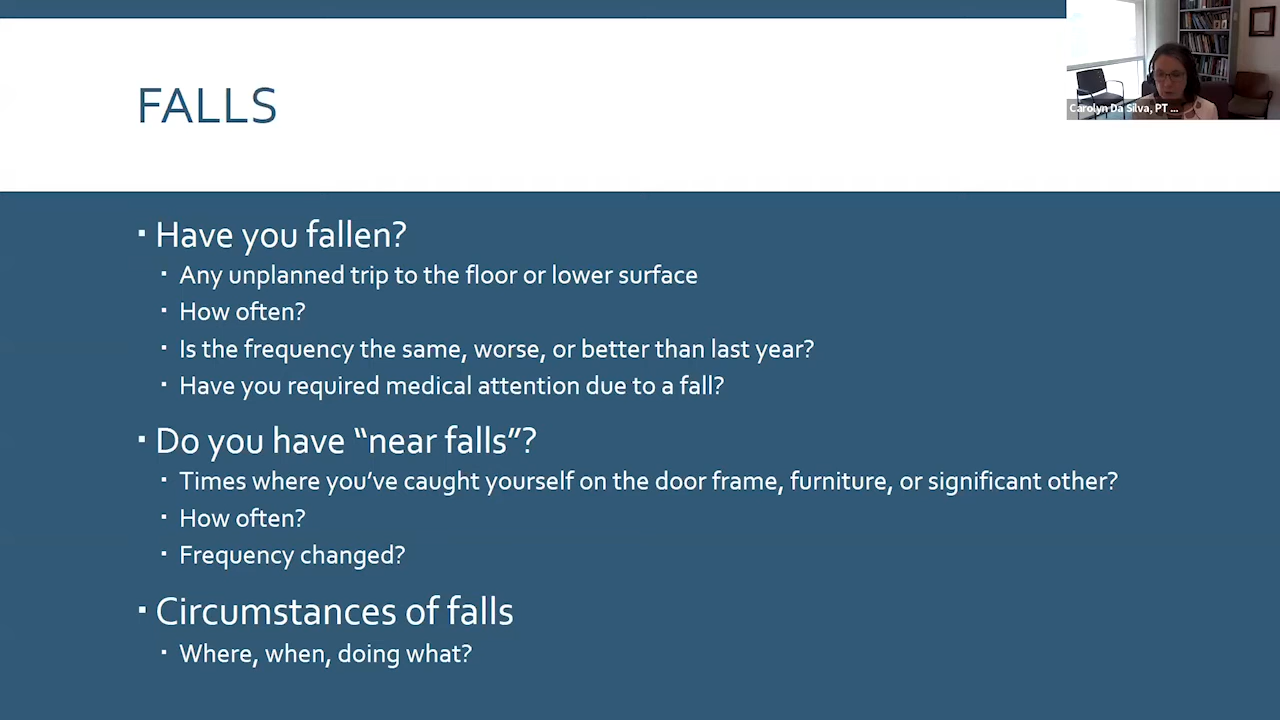 Carolyn Da Silva, PT ...
FALLS
▪ Have you fallen?
▪ Any unplanned trip to the floor or lower surface
▪ How often?
▪ Is the frequency the same, worse, or better than last year?
▪ Have you required medical attention due to a fall?
▪ Do you have “near falls”?
▪ Times where you’ve caught yourself on the door frame, furniture, or significant other?
▪ How often?
▪ Frequency changed?
▪ Circumstances of falls
▪ Where, when, doing what?